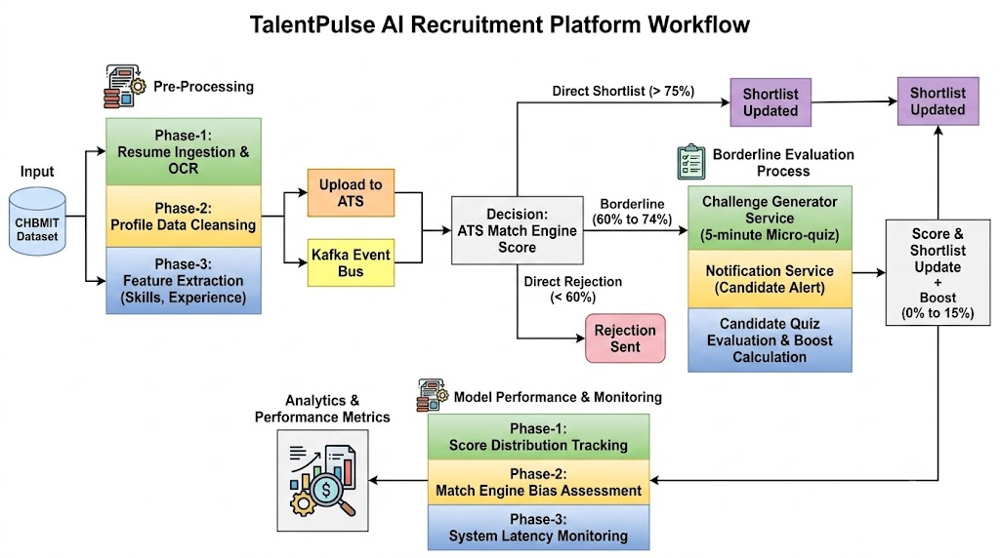 TalentPulse AI Recruitment Platform Workflow
Pre-Processing
Input
CHBMIT
Dataset
Phase-1:
Resume Ingestion &
OCR
Phase-2:
Profile Data Cleansing
Phase-3:
Feature Extraction
(Skills, Experience)
Upload to
ATS
Kafka Event
Bus
Decision:
ATS Match Engine
Score
Direct Shortlist (> 75%)
Shortlist
Updated
Shortlist
Updated
Borderline
(60% to 74%)
Direct Rejection
(< 60%)
Rejection
Sent
Borderline Evaluation
Process
Challenge Generator
Service
(5-minute Micro-quiz)
Notification Service
(Candidate Alert)
Candidate Quiz
Evaluation & Boost
Calculation
Score &
Shortlist
Update
+
Boost
(0% to 15%)
Model Performance & Monitoring
Phase-1:
Score Distribution Tracking
Phase-2:
Match Engine Bias Assessment
Phase-3:
System Latency Monitoring
Analytics &
Performance Metrics
$